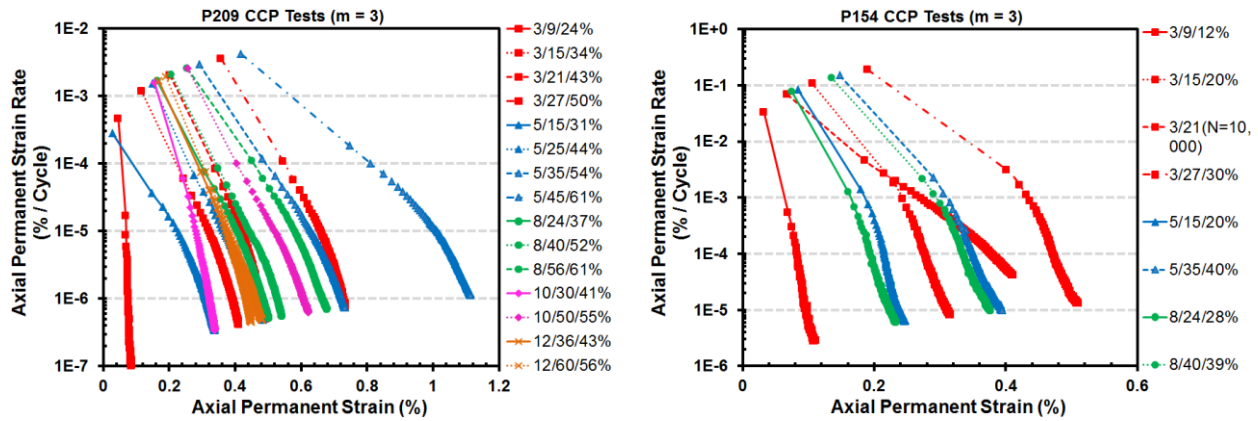 P209 CCP Tests (m = 3)
Axial Permanent Strain Rate
(% / Cycle)
1E-2
1E-3
1E-4
1E-5
1E-6
1E-7
0
0.2
0.4
0.6
0.8
1
1.2
Axial Permanent Strain (%)
3/9/24%
3/15/34%
3/21/43%
3/27/50%
5/15/31%
5/25/44%
5/35/54%
5/45/61%
8/24/37%
8/40/52%
8/56/61%
10/30/41%
10/50/55%
12/36/43%
12/60/56%
P154 CCP Tests (m = 3)
Axial Permanent Strain Rate
(% / Cycle)
1E+0
1E-1
1E-2
1E-3
1E-4
1E-5
1E-6
0
0.2
0.4
0.6
Axial Permanent Strain (%)
3/9/12%
3/15/20%
3/21(N=10,
000)
3/27/30%
5/15/20%
5/35/40%
8/24/28%
8/40/39%